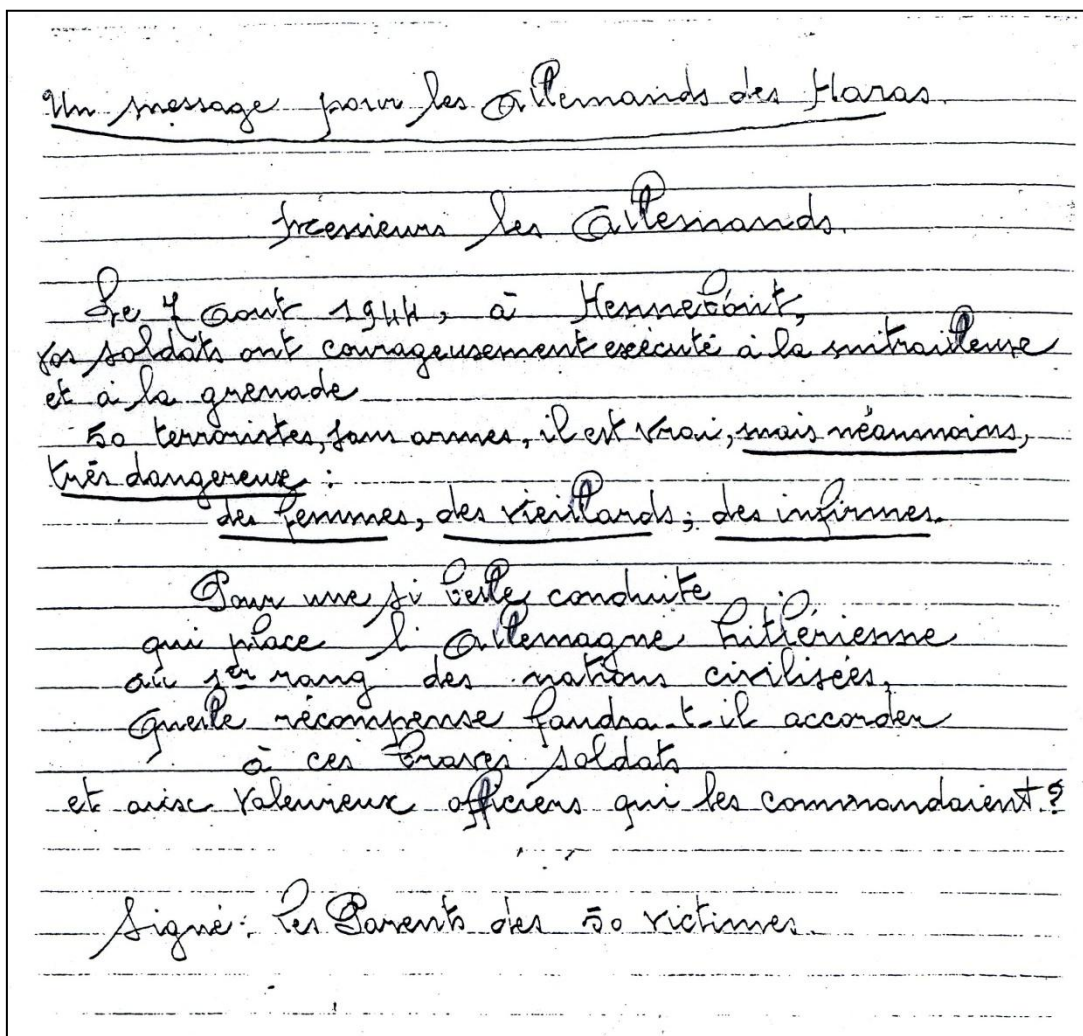 Un message pour les Allemands des Haras.
Messieurs les Allemands.
Le 7 Aout 1944, à Hennebont,
vos soldats ont courageusement exécuté à la mitrailleuse
et à la grenade
50 terroristes, sans armes, il est vrai, mais néanmoins,
très dangereux :
des femmes, des vieillards, des infirmes.
Pour une si belle conduite
qui place l'Allemagne hitlérienne
au 1er rang des nations civilisées,
Quelle récompense faudra-t-il accorder
à ces braves soldats
et aux valeureux officiers qui les commandaient ?
Signé : Les Parents des 50 victimes.